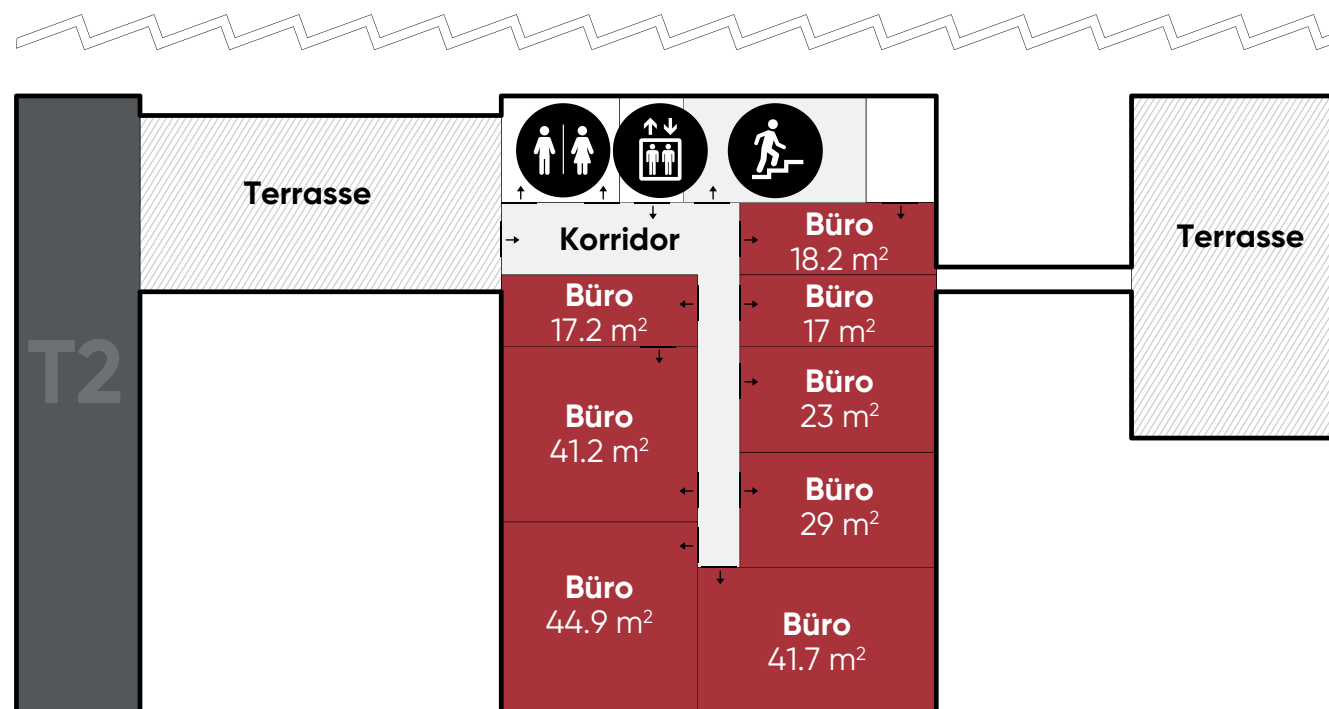 Terrasse
Korridor
Büro
18.2 m²
Terrasse
Büro
17.2 m²
Büro
17 m²
T2
Büro
23 m²
Büro
41.2 m²
Büro
29 m²
Büro
44.9 m²
Büro
41.7 m²